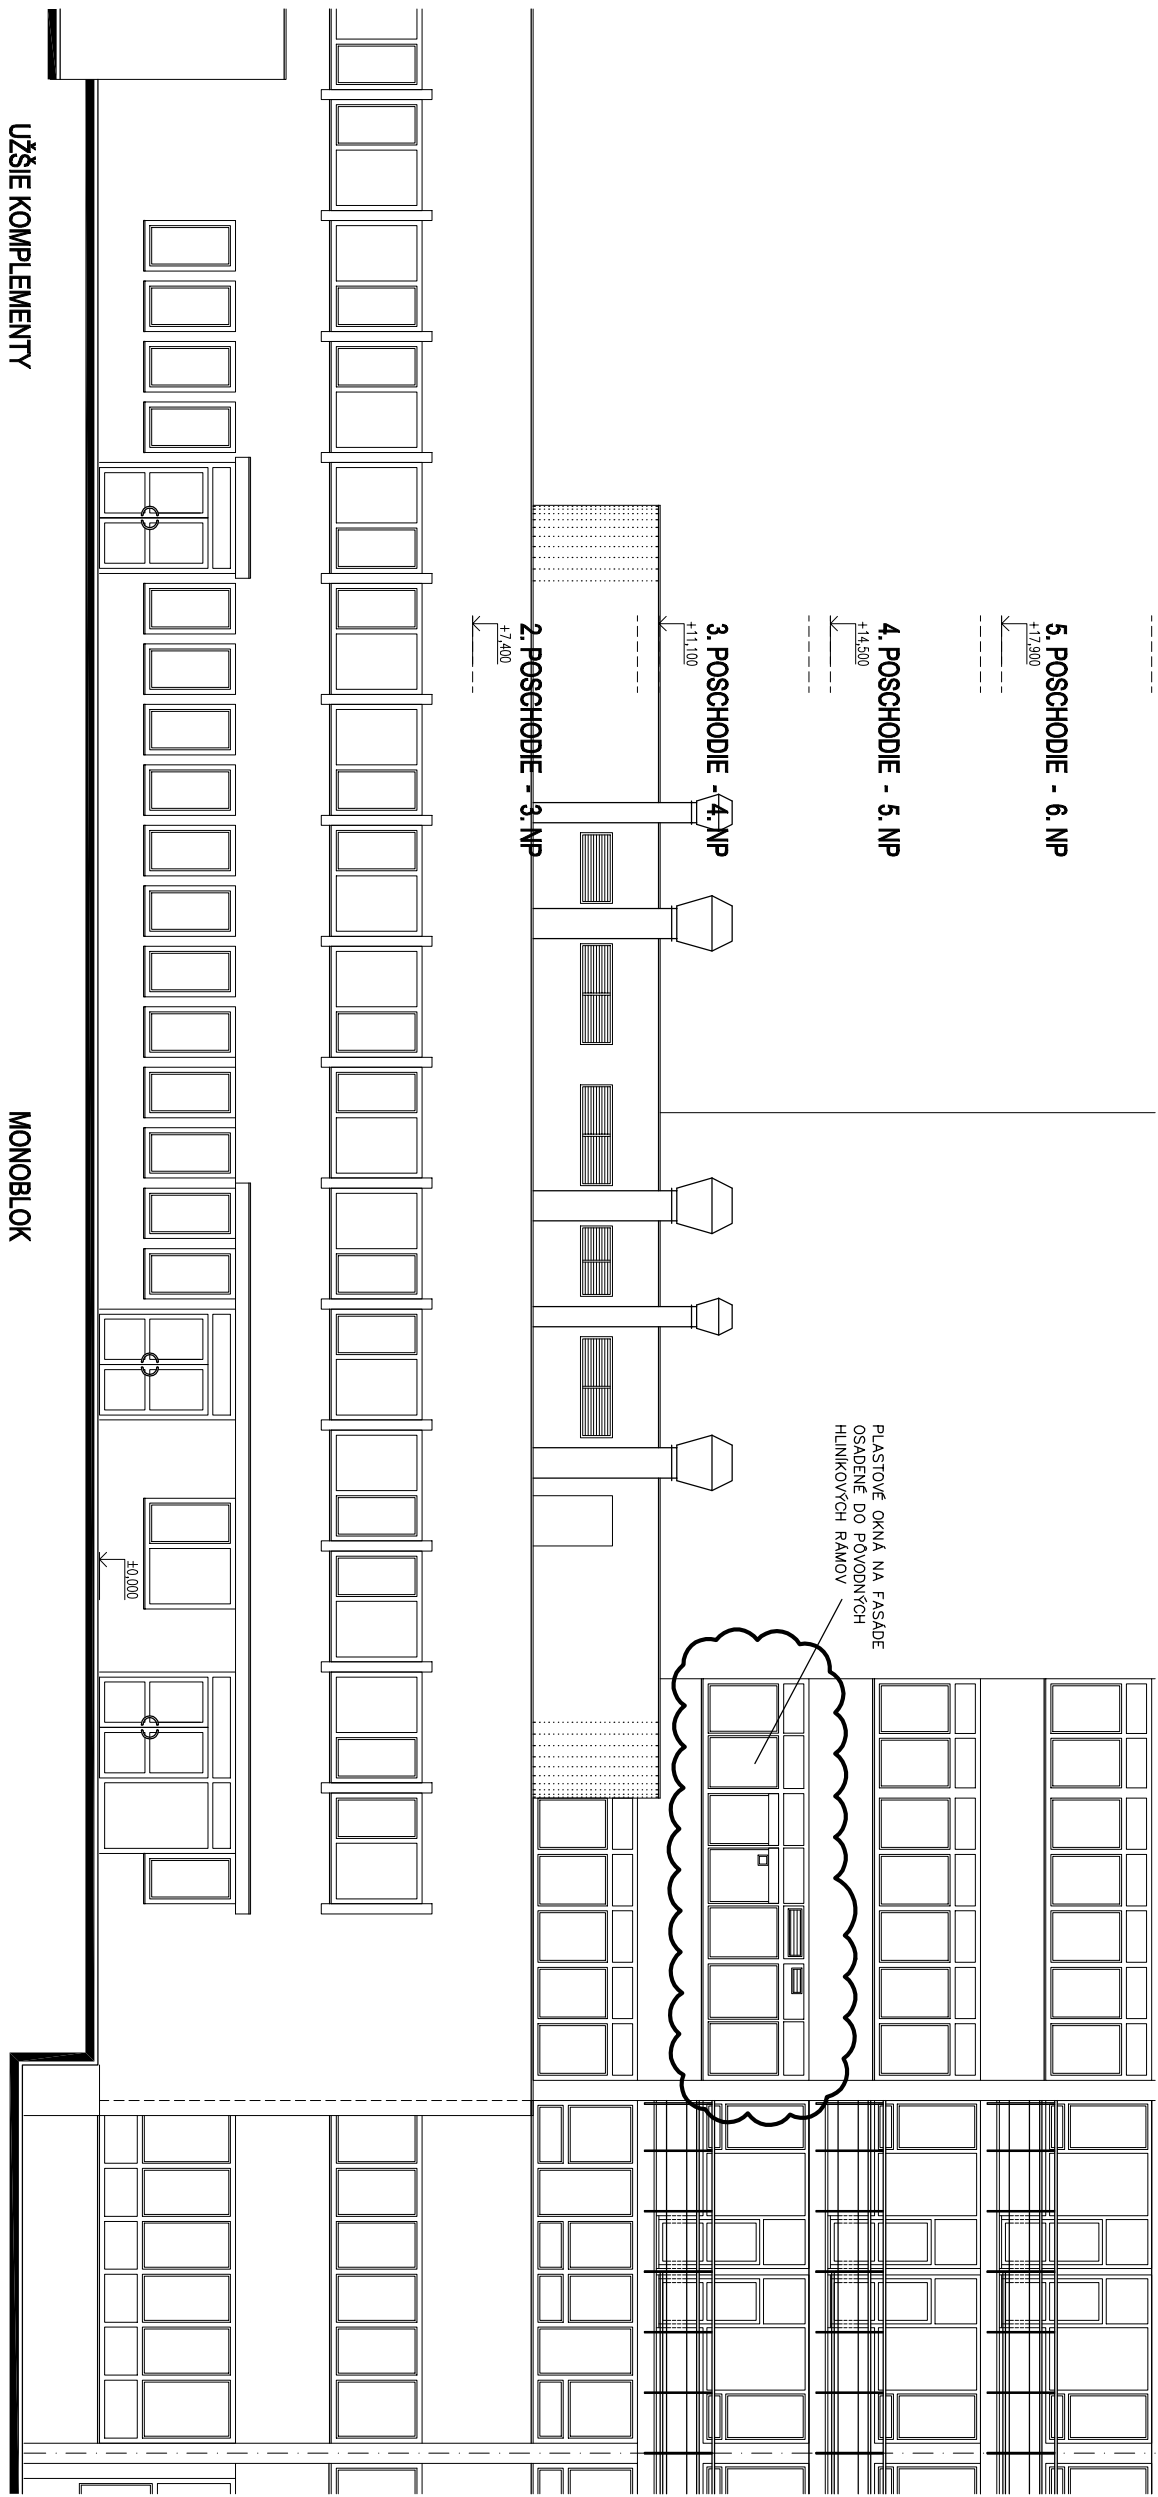 5. POSCHODIE - 6. NP
+17,900
4. POSCHODIE - 5. NP
+14,500
3. POSCHODIE - 4. NP
+11,100
2. POSCHODIE - 3. NP
+7,400
PLASTOVÉ OKNÁ NA FASÁDE
OSADENÉ DO PÔVODNÝCH
HLINÍKOVÝCH RÁMOV
±0,000
UŽŠIE KOMPLEMENTY
MONOBLOK